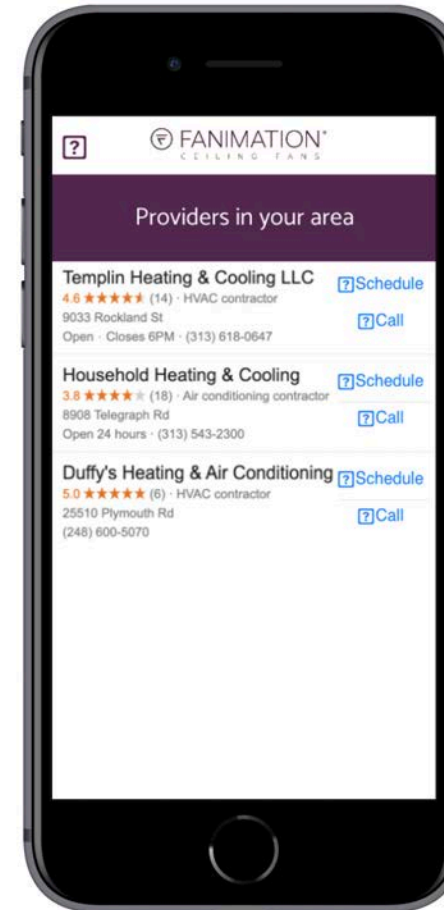 FANIMATION
CEILING FANS
Providers in your area
Templin Heating & Cooling LLC
4.6 ★★★★★ (14) · HVAC contractor
9033 Rockland St
Open · Closes 6PM · (313) 618-0647
?Schedule
?Call
Household Heating & Cooling
3.8 ★★★★★ (18) · Air conditioning contractor
8908 Telegraph Rd
Open 24 hours · (313) 543-2300
?Schedule
?Call
Duffy's Heating & Air Conditioning
5.0 ★★★★★ (6) · HVAC contractor
25510 Plymouth Rd
(248) 600-5070
?Schedule
?Call